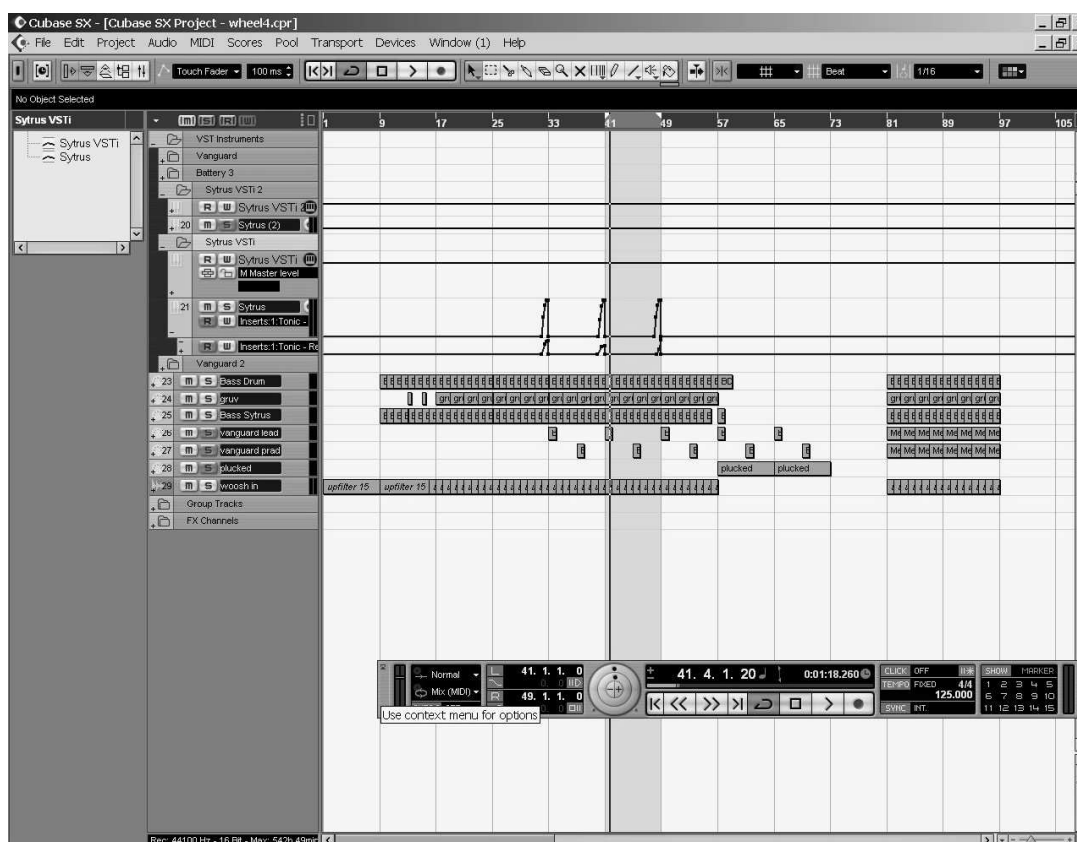 Cubase SX - [Cubase SX Project - wheel4.cpr]
File Edit Project Audio MIDI Scores Pool Transport Devices Window (1) Help
Touch Fader 100 ms Beat 1/16
No Object Selected
Sytrus VSTi
Sytrus VSTi
Sytrus
1 9 17 25 33 41 49 57 65 73 81 89 97 105
VST Instruments
Vanguard
Battery 3
Sytrus VSTi 2
R W Sytrus VSTi 2
20 m S Sytrus (2)
Sytrus VSTi
R W Sytrus VSTi
M Master level
21 m S Sytrus
R W Inserts:1:Tonic -
R W Inserts:1:Tonic - Re
Vanguard 2
23 m S Bass Drum
24 m S gruv
25 m S Bass Sytrus
26 m S vanguard lead
27 m S vanguard prad
28 m S plucked plucked plucked
29 m S woosh in upfilter 15 upfilter 15
Group Tracks
FX Channels
Normal L 41. 1. 1. 0
Mix (MIDI) R 49. 1. 1. 0
41. 4. 1. 20 0:01:18.260
CLICK OFF
TEMPO FIXED 4/4
125.000
SYNC INT.
SHOW MARKER
1 2 3 4 5
6 7 8 9 10
11 12 13 14 15
Use context menu for options
Rec: 44100 Hz - 16 Bit - Max: 542h 49min